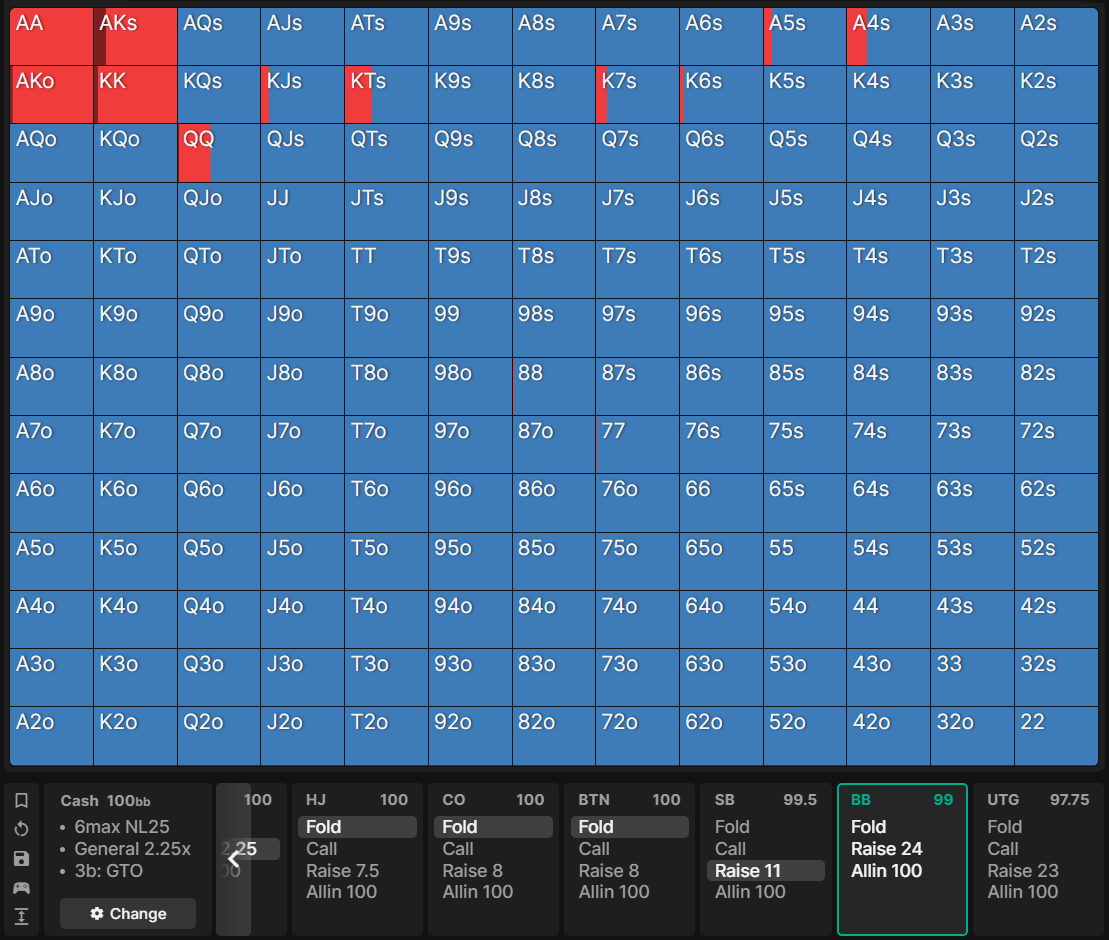 AA AKs AQs AJs ATs A9s A8s A7s A6s A5s A4s A3s A2s
AKo KK KQs KJs KTs K9s K8s K7s K6s K5s K4s K3s K2s
AQo KQo QQ QJs QTs Q9s Q8s Q7s Q6s Q5s Q4s Q3s Q2s
AJo KJo QJo JJ JTs J9s J8s J7s J6s J5s J4s J3s J2s
ATo KTo QTo JTo TT T9s T8s T7s T6s T5s T4s T3s T2s
A9o K9o Q9o J9o T9o 99 98s 97s 96s 95s 94s 93s 92s
A8o K8o Q8o J8o T8o 98o 88 87s 86s 85s 84s 83s 82s
A7o K7o Q7o J7o T7o 97o 87o 77 76s 75s 74s 73s 72s
A6o K6o Q6o J6o T6o 96o 86o 76o 66 65s 64s 63s 62s
A5o K5o Q5o J5o T5o 95o 85o 75o 65o 55 54s 53s 52s
A4o K4o Q4o J4o T4o 94o 84o 74o 64o 54o 44 43s 42s
A3o K3o Q3o J3o T3o 93o 83o 73o 63o 53o 43o 33 32s
A2o K2o Q2o J2o T2o 92o 82o 72o 62o 52o 42o 32o 22
Cash 100bb
• 6max NL25
• General 2.25x
• 3b: GTO
Change
100
2.25
00
HJ 100
Fold
Call
Raise 7.5
Allin 100
CO 100
Fold
Call
Raise 8
Allin 100
BTN 100
Fold
Call
Raise 8
Allin 100
SB 99.5
Fold
Call
Raise 11
Allin 100
BB 99
Fold
Raise 24
Allin 100
UTG 97.75
Fold
Call
Raise 23
Allin 100